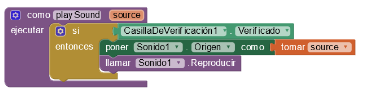 como playSound source
ejecutar si CasillaDeVerificación1 . Verificado
entonces poner Sonido1 . Origen como tomar source
llamar Sonido1 .Reproducir